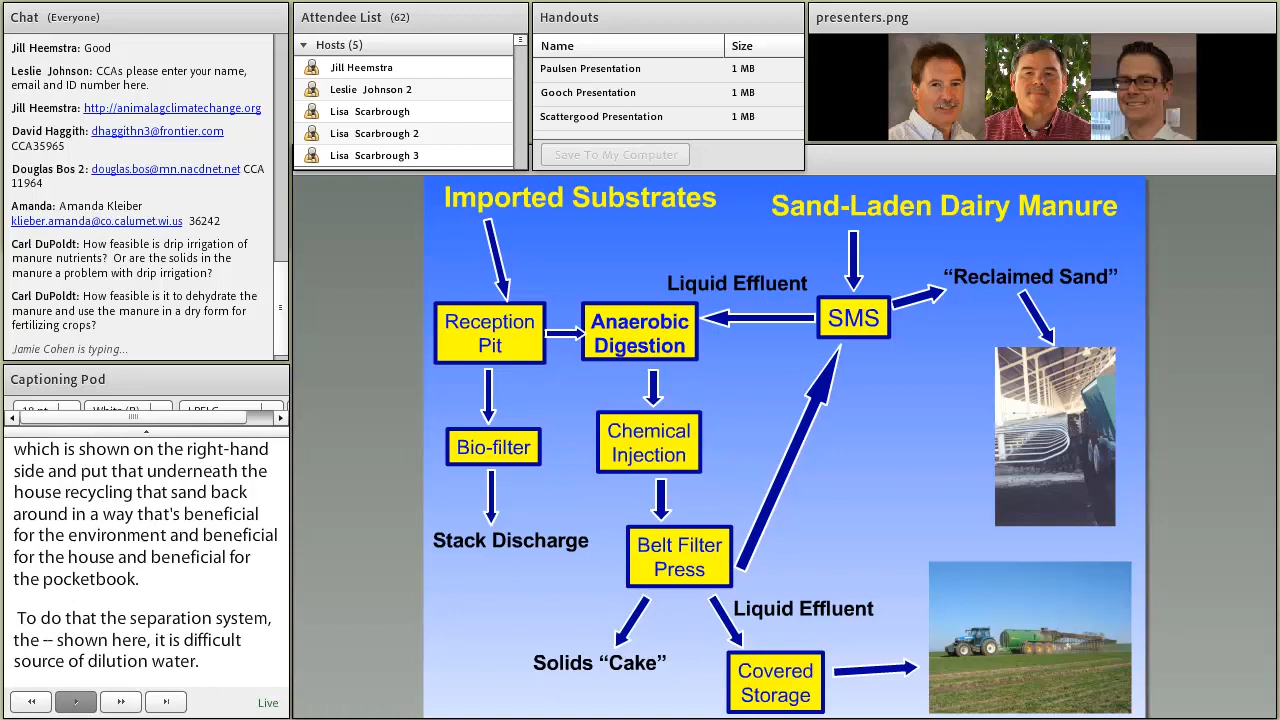 Chat (Everyone)
Jill Heemstra: Good
Leslie Johnson: CCAs please enter your name,
email and ID number here.
Jill Heemstra: http://animalagclimatechange.org
David Haggith: dhaggithn3@frontier.com
CCA35965
Douglas Bos 2: douglas.bos@mn.nacdnet.net CCA
11964
Amanda: Amanda Kleiber
klieber.amanda@co.calumet.wi.us 36242
Carl DuPoldt: How feasible is drip irrigation of
manure nutrients? Or are the solids in the
manure a problem with drip irrigation?
Carl DuPoldt: How feasible is it to dehydrate the
manure and use the manure in a dry form for
fertilizing crops?
Jamie Cohen is typing...
Attendee List (62)
Hosts (5)
Jill Heemstra
Leslie Johnson 2
Lisa Scarbrough
Lisa Scarbrough 2
Lisa Scarbrough 3
Handouts
Name Size
Paulsen Presentation 1 MB
Gooch Presentation 1 MB
Scattergood Presentation 1 MB
Save To My Computer
presenters.png
Captioning Pod
which is shown on the right-hand
side and put that underneath the
house recycling that sand back
around in a way that's beneficial
for the environment and beneficial
for the house and beneficial for
the pocketbook.
To do that the separation system,
the -- shown here, it is difficult
source of dilution water.
Live
Imported Substrates
Sand-Laden Dairy Manure
Liquid Effluent
“Reclaimed Sand”
Reception
Pit
Anaerobic
Digestion
SMS
Bio-filter
Chemical
Injection
Stack Discharge
Belt Filter
Press
Liquid Effluent
Solids “Cake”
Covered
Storage